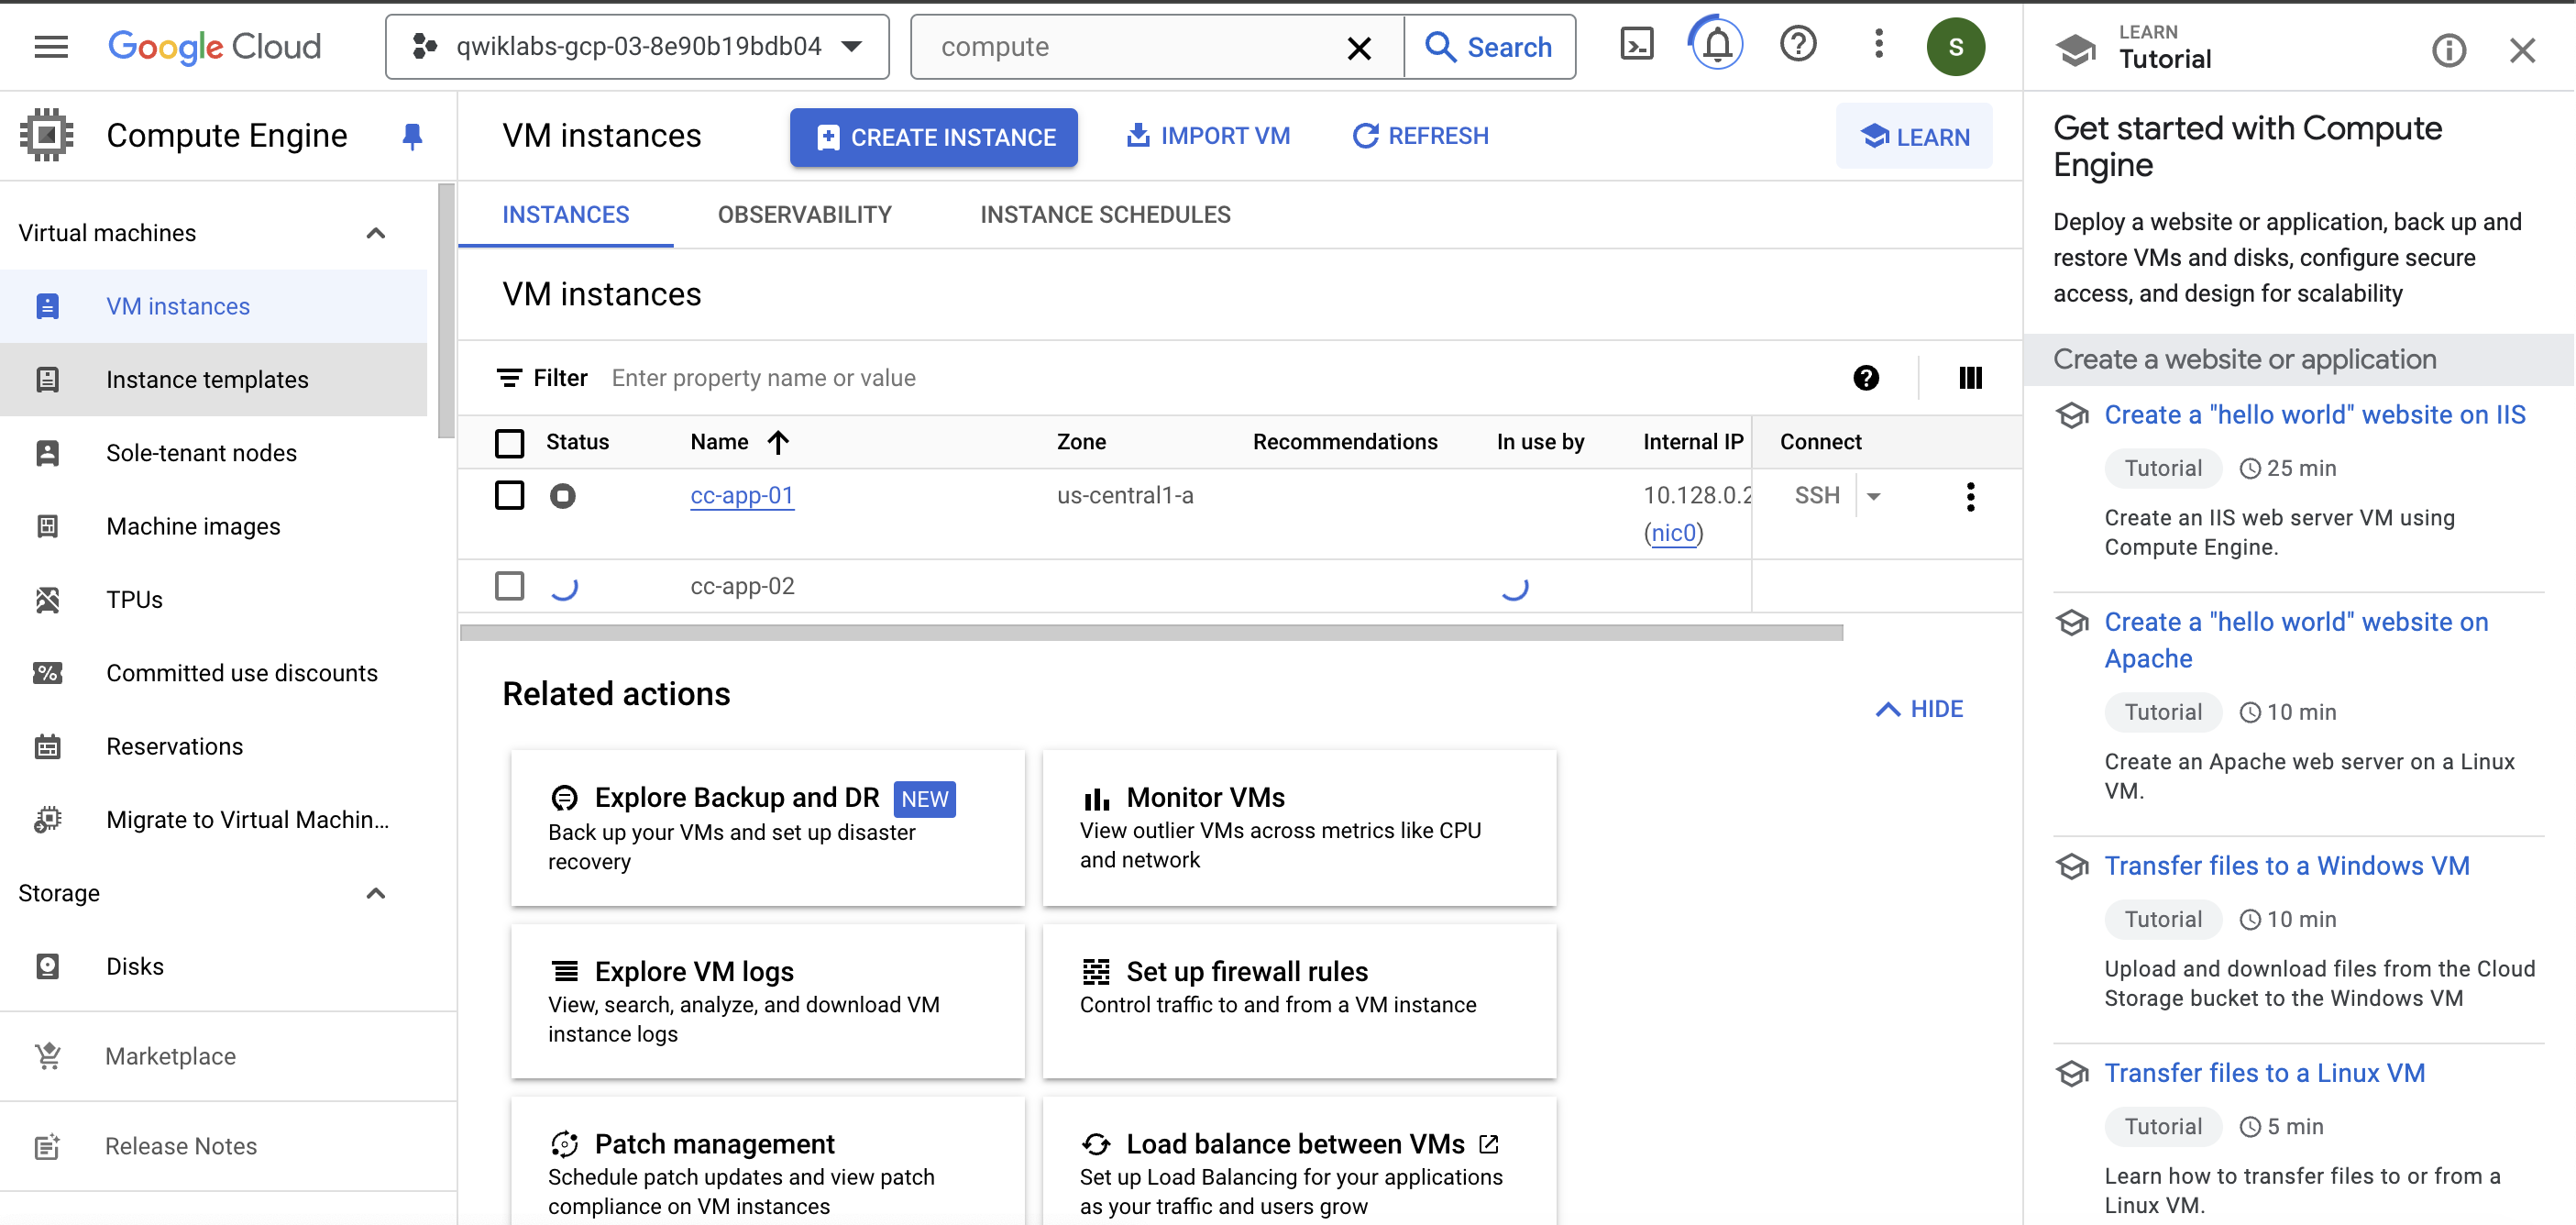 Google Cloud
qwiklabs-gcp-03-8e90b19bdb04
compute
Search
S
LEARN
Tutorial
Compute Engine
VM instances
CREATE INSTANCE
IMPORT VM
REFRESH
LEARN
Virtual machines
VM instances
Instance templates
Sole-tenant nodes
Machine images
TPUs
Committed use discounts
Reservations
Migrate to Virtual Machin...
Storage
Disks
Marketplace
Release Notes
INSTANCES
OBSERVABILITY
INSTANCE SCHEDULES
VM instances
Filter
Enter property name or value
Status
Name
Zone
Recommendations
In use by
Internal IP
Connect
cc-app-01
us-central1-a
10.128.0.2
(nic0)
SSH
cc-app-02
Related actions
HIDE
Explore Backup and DR NEW
Back up your VMs and set up disaster
recovery
Monitor VMs
View outlier VMs across metrics like CPU
and network
Explore VM logs
View, search, analyze, and download VM
instance logs
Set up firewall rules
Control traffic to and from a VM instance
Patch management
Schedule patch updates and view patch
compliance on VM instances
Load balance between VMs
Set up Load Balancing for your applications
as your traffic and users grow
Get started with Compute
Engine
Deploy a website or application, back up and
restore VMs and disks, configure secure
access, and design for scalability
Create a website or application
Create a "hello world" website on IIS
Tutorial
25 min
Create an IIS web server VM using
Compute Engine.
Create a "hello world" website on
Apache
Tutorial
10 min
Create an Apache web server on a Linux
VM.
Transfer files to a Windows VM
Tutorial
10 min
Upload and download files from the Cloud
Storage bucket to the Windows VM
Transfer files to a Linux VM
Tutorial
5 min
Learn how to transfer files to or from a
Linux VM.